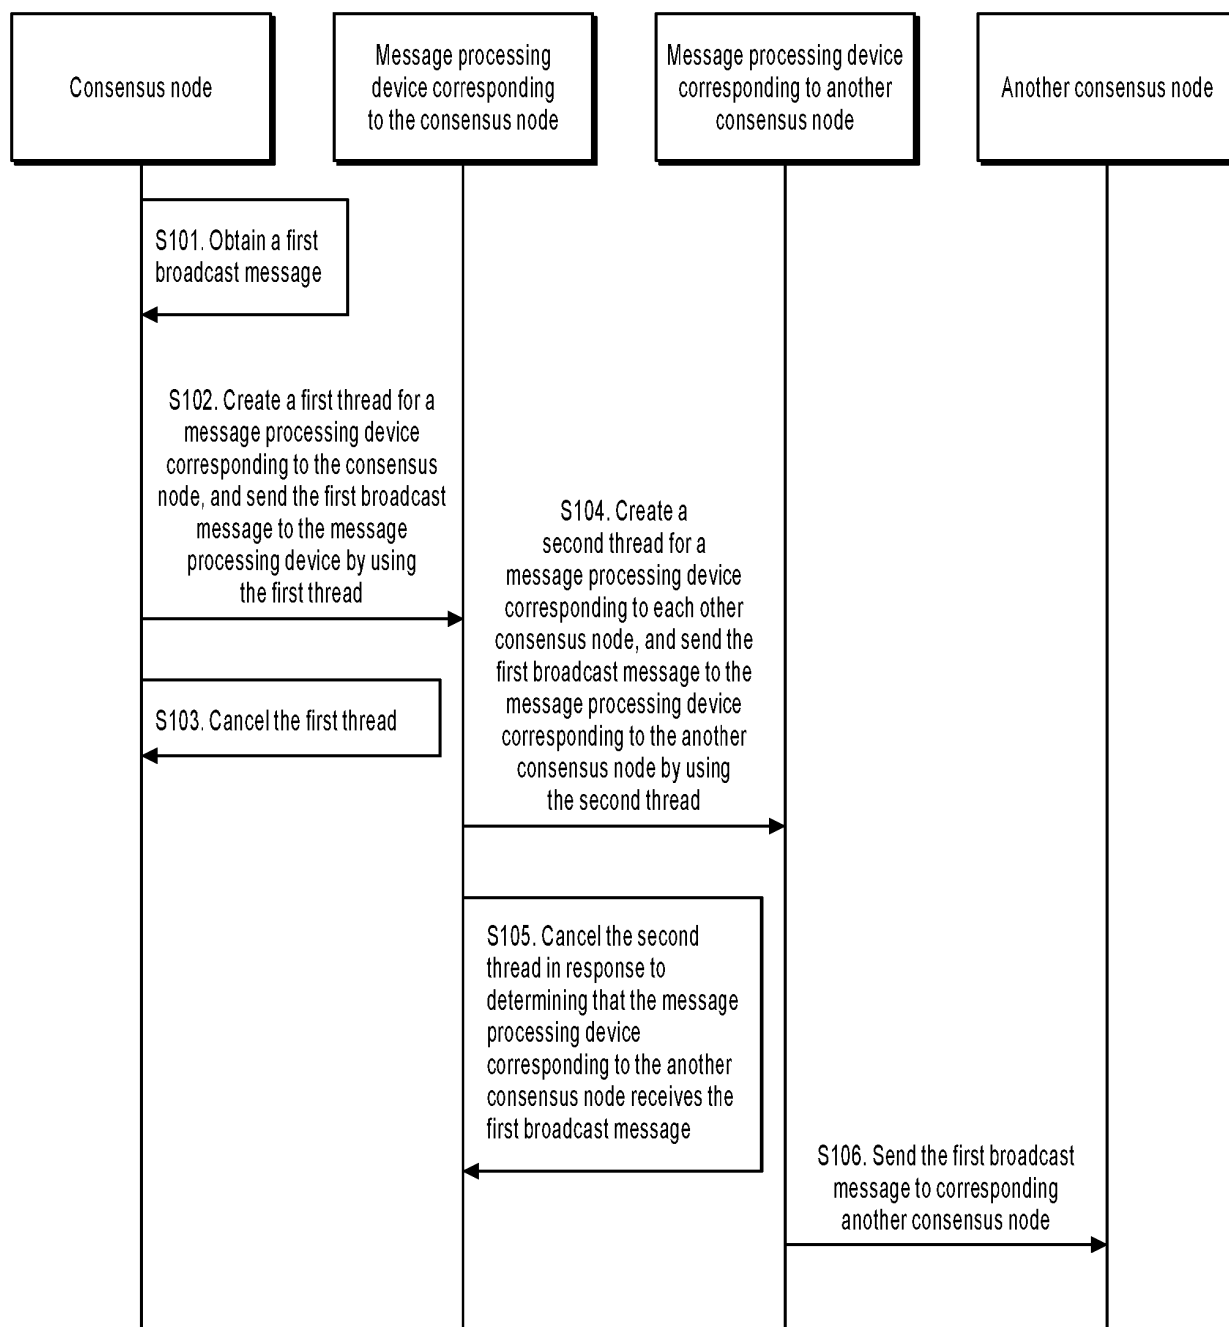 Consensus node
Message processing
device corresponding
to the consensus node
Message processing device
corresponding to another
consensus node
Another consensus node
S101. Obtain a first
broadcast message
S102. Create a first thread for a
message processing device
corresponding to the consensus
node, and send the first broadcast
message to the message
processing device by using
the first thread
S103. Cancel the first thread
S104. Create a
second thread for a
message processing device
corresponding to each other
consensus node, and send the
first broadcast message to the
message processing device
corresponding to the another
consensus node by using
the second thread
S105. Cancel the second
thread in response to
determining that the message
processing device
corresponding to the another
consensus node receives the
first broadcast message
S106. Send the first broadcast
message to corresponding
another consensus node